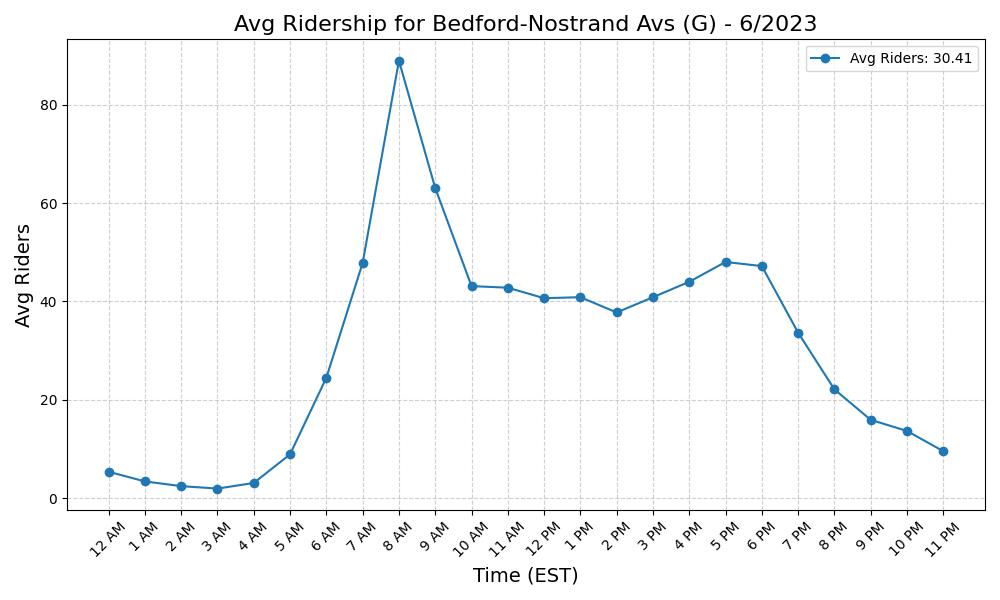 Avg Ridership for Bedford-Nostrand Avs (G) - 6/2023
Avg Riders: 30.41
Avg Riders
80
60
40
20
0
12 AM
1 AM
2 AM
3 AM
4 AM
5 AM
6 AM
7 AM
8 AM
9 AM
10 AM
11 AM
12 PM
1 PM
2 PM
3 PM
4 PM
5 PM
6 PM
7 PM
8 PM
9 PM
10 PM
11 PM
Time (EST)